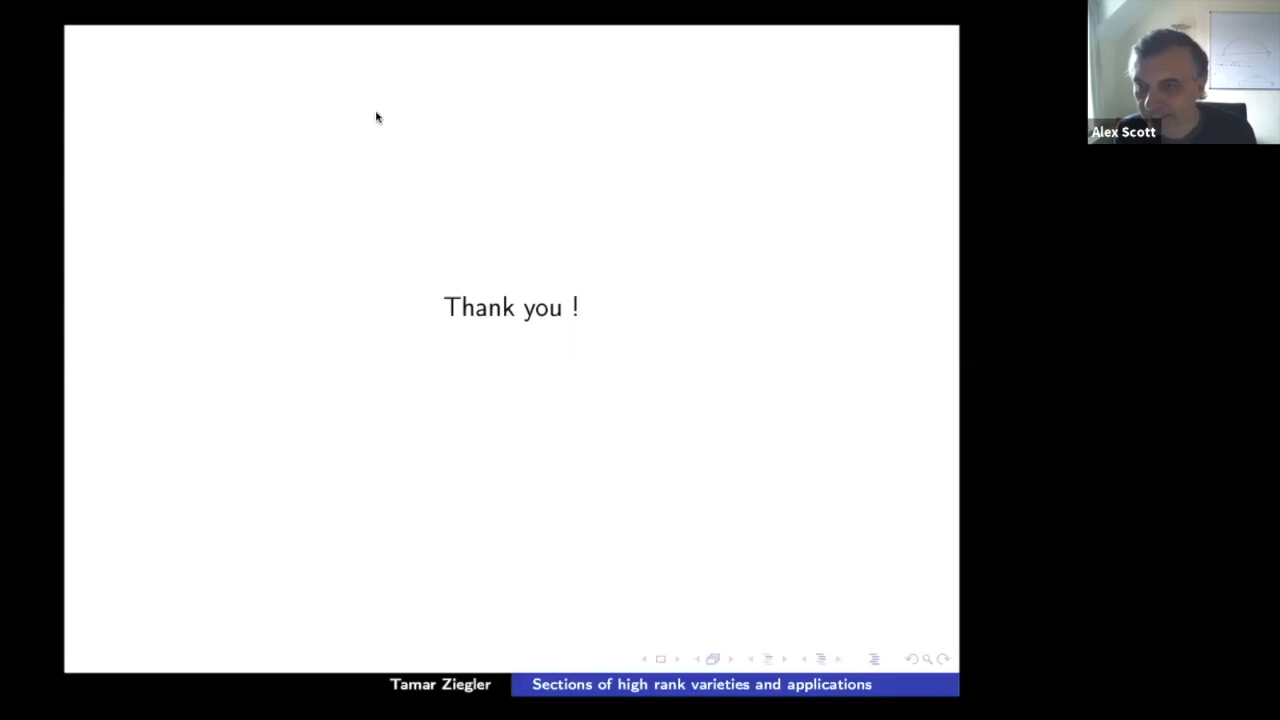 Alex Scott
Thank you !
Tamar Ziegler
Sections of high rank varieties and applications